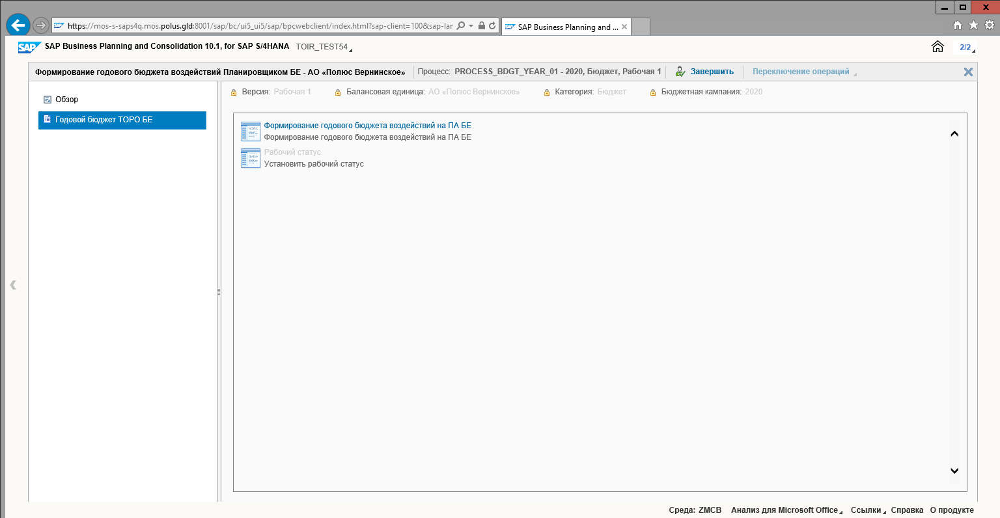 https://mos-s-saps4q.mos.polus.gld:8001/sap/bc/ui5_ui5/sap/bpcwebclient/index.html?sap-client=100&sap-lar
SAP Business Planning and ...
SAP SAP Business Planning and Consolidation 10.1, for SAP S/4HANA TOIR_TEST54 2/2
Формирование годового бюджета воздействий Планировщиком БЕ - АО «Полюс Вернинское» Процесс: PROCESS_BDGT_YEAR_01 - 2020, Бюджет, Рабочая 1 Завершить Переключение операций
Версия: Рабочая 1 Балансовая единица: АО «Полюс Вернинское» Категория: Бюджет Бюджетная кампания: 2020
Обзор
Годовой бюджет ТОРО БЕ
Формирование годового бюджета воздействий на ПА БЕ
Формирование годового бюджета воздействий на ПА БЕ
Рабочий статус
Установить рабочий статус
Среда: ZMCB Анализ для Microsoft Office Ссылки Справка О продукте